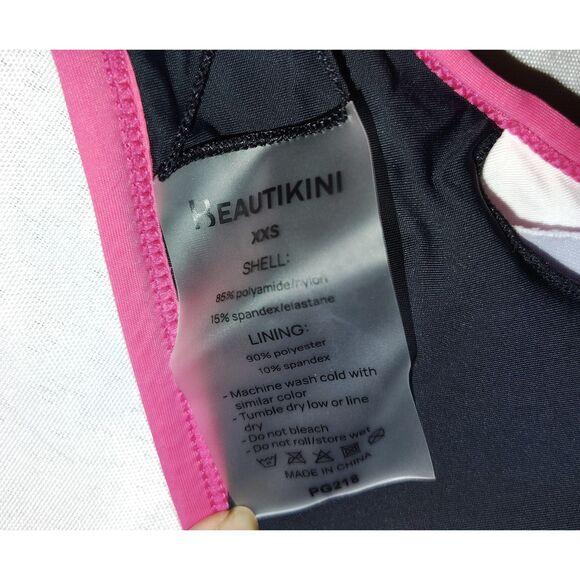 BEAUTIKINI
XXS
SHELL:
85% polyamide/nylon
15% spandex/elastane
LINING:
90% polyester
10% spandex
- Machine wash cold with
similar color
- Tumble dry low or line
dry
- Do not bleach
- Do not roll/store wet
MADE IN CHINA
PG218